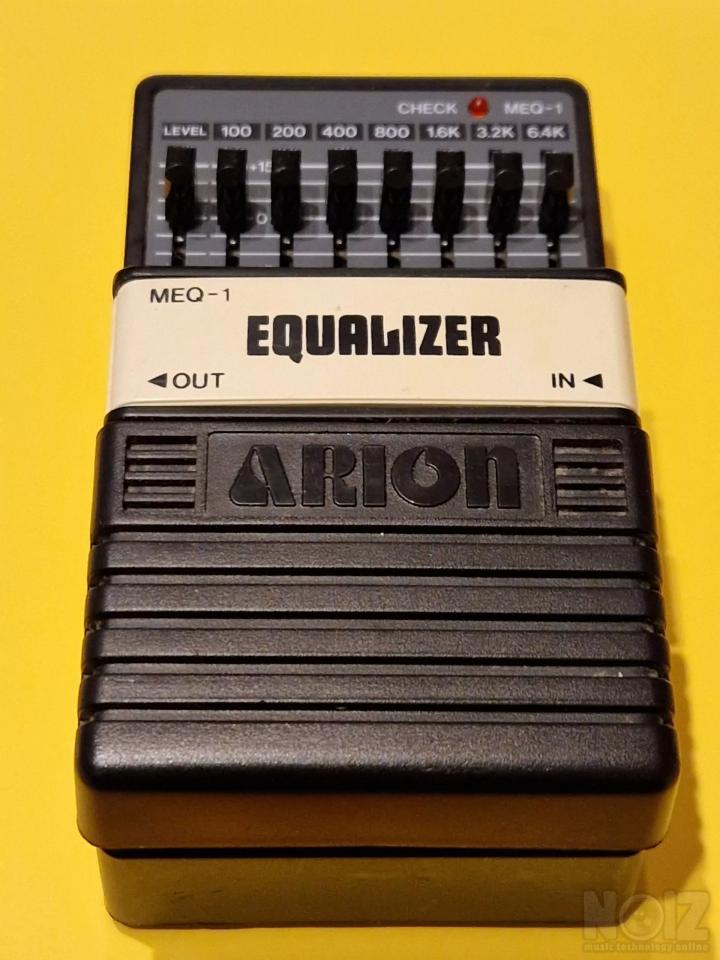 CHECK MEQ-1
LEVEL 100 200 400 800 1.6K 3.2K 6.4K
+15
0
MEQ-1
EQUALIZER
◄OUT IN◄
ARION
NOIZ
music technology online